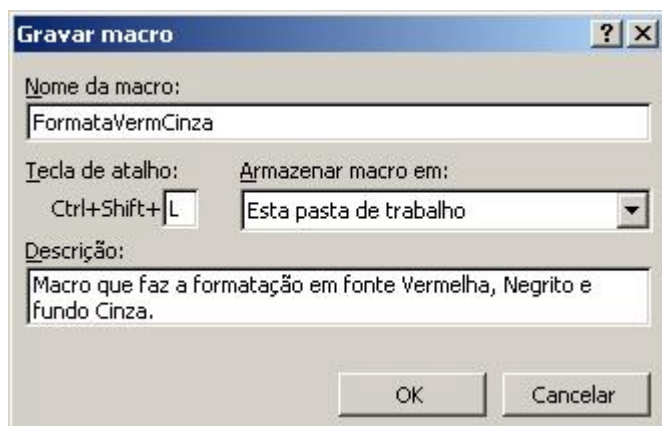 Gravar macro
Nome da macro:
FormataVermCinza
Tecla de atalho: Armazenar macro em:
Ctrl+Shift+ L Esta pasta de trabalho
Descrição:
Macro que faz a formatação em fonte Vermelha, Negrito e
fundo Cinza.
OK Cancelar